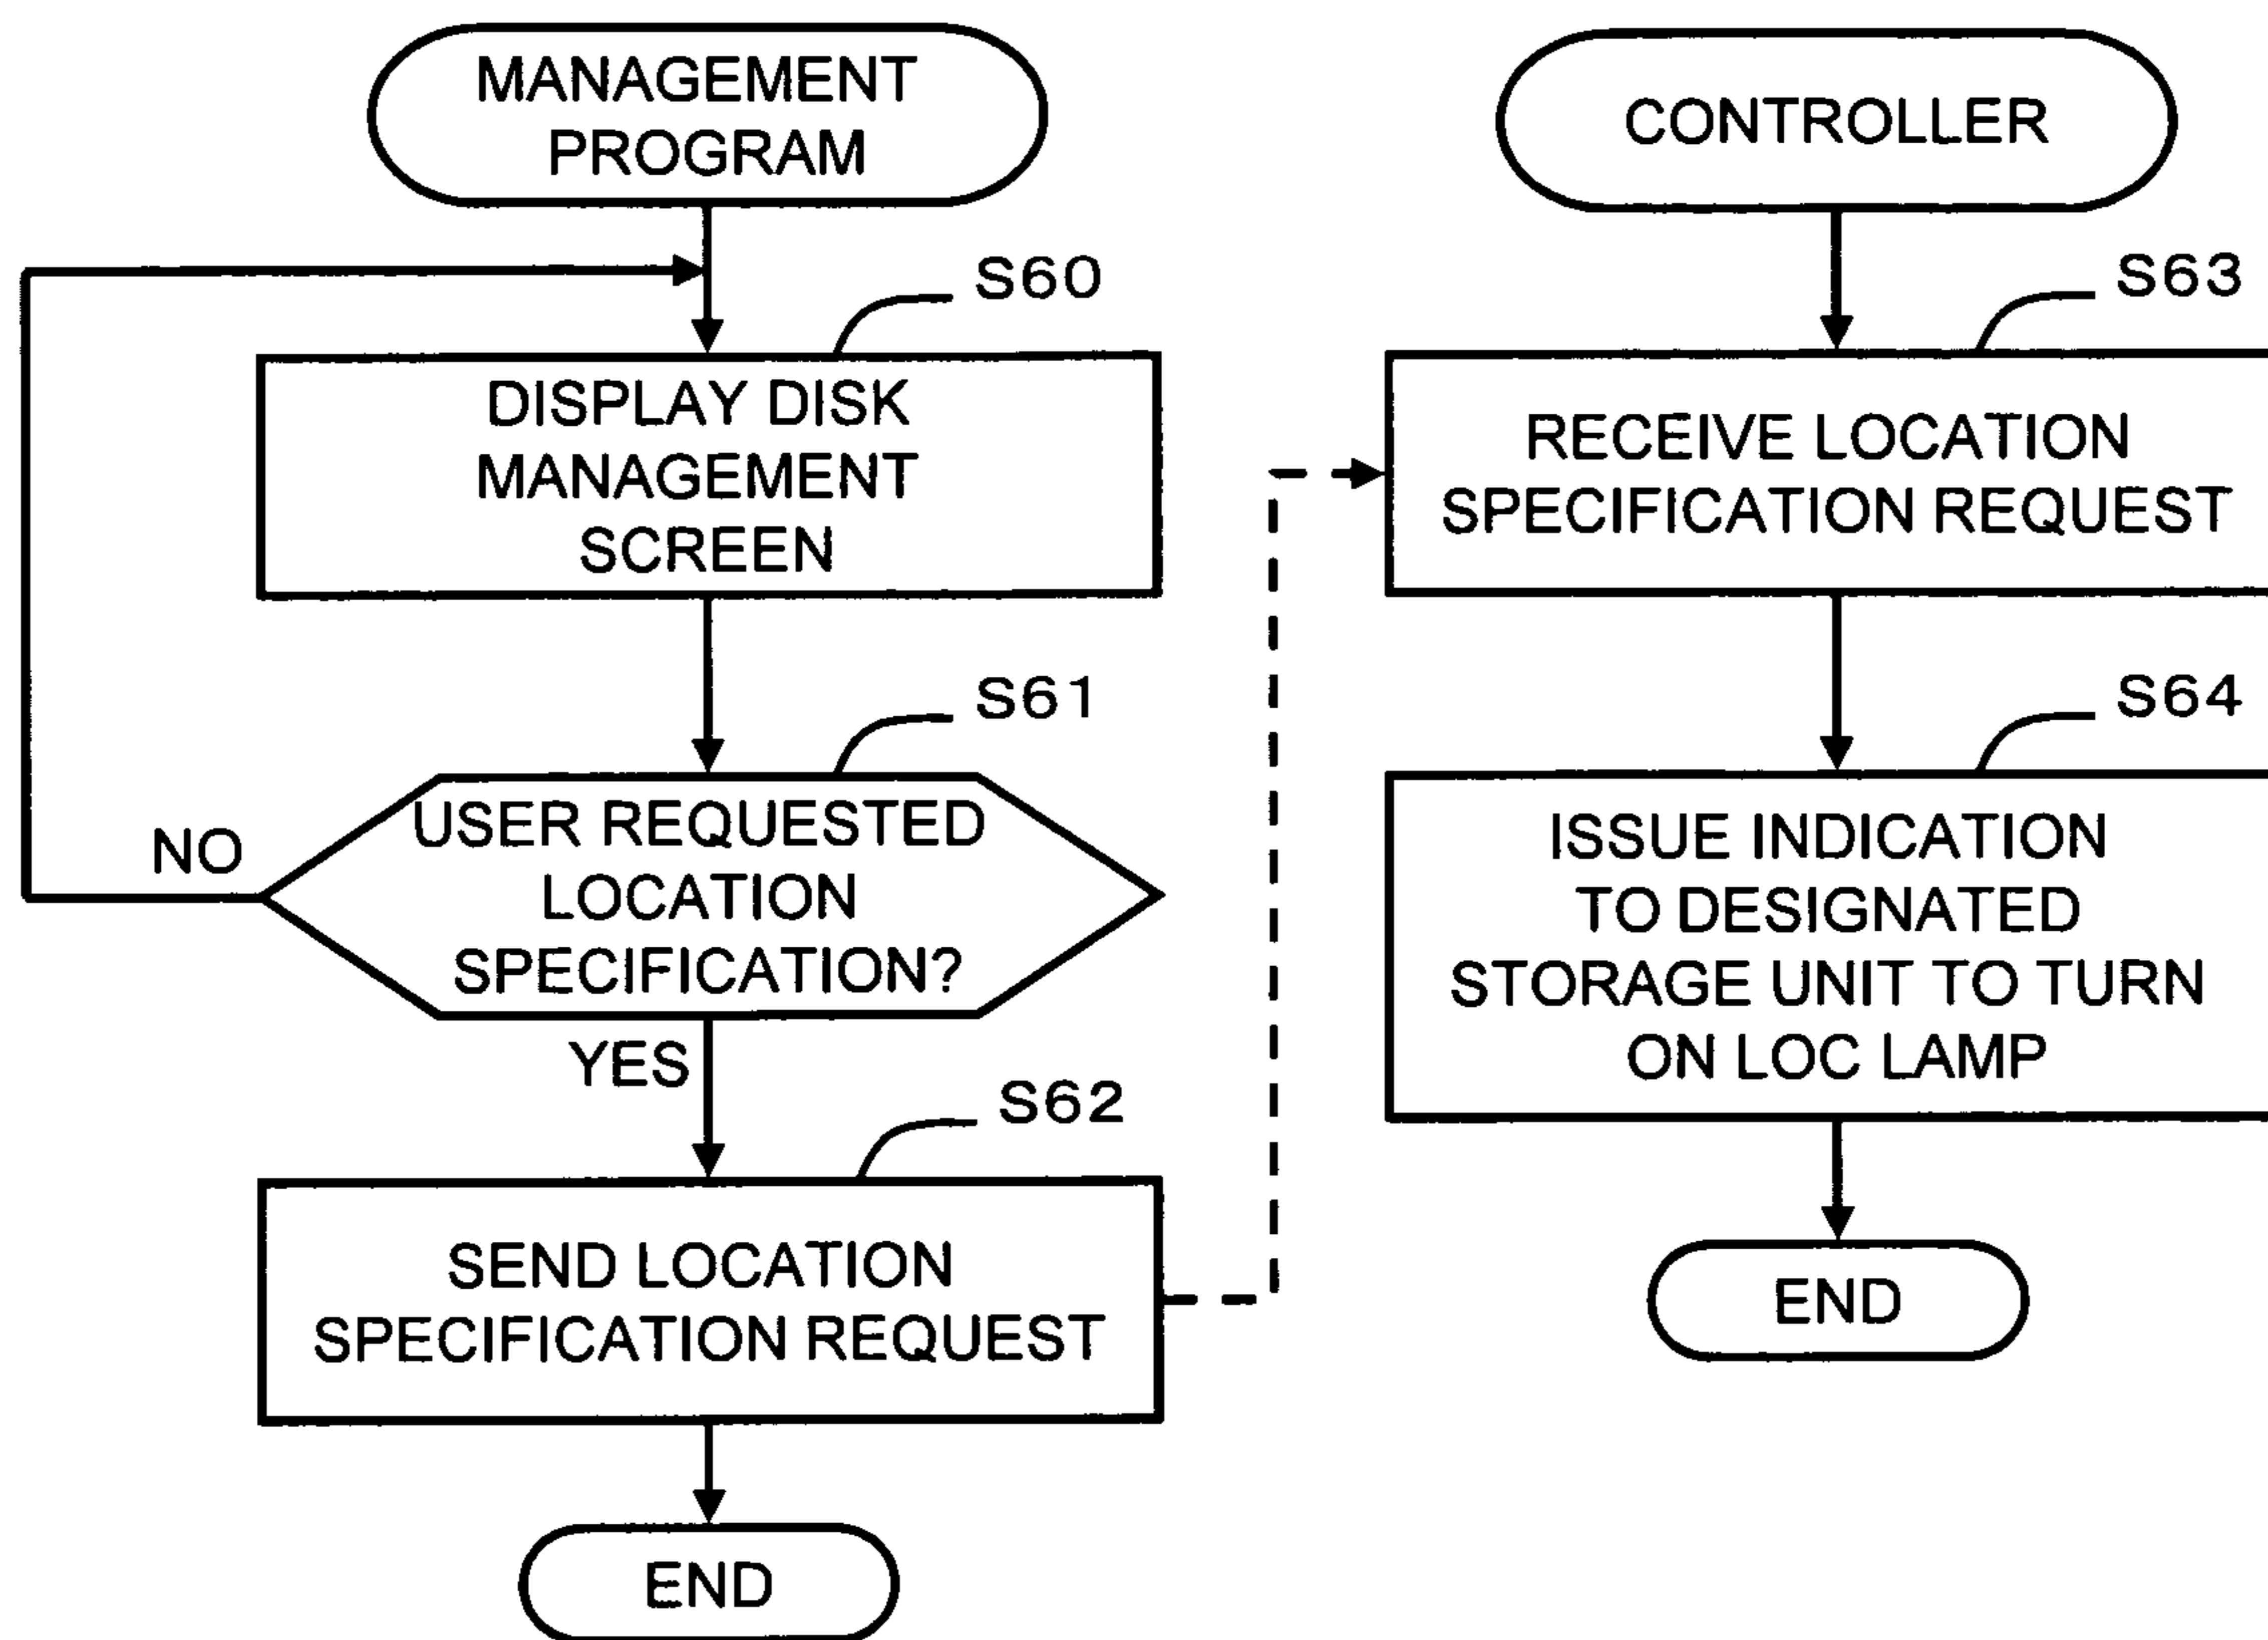 MANAGEMENT
PROGRAM
S60
DISPLAY DISK
MANAGEMENT
SCREEN
S61
USER REQUESTED
LOCATION
SPECIFICATION?
NO
YES
S62
SEND LOCATION
SPECIFICATION REQUEST
END
CONTROLLER
S63
RECEIVE LOCATION
SPECIFICATION REQUEST
S64
ISSUE INDICATION
TO DESIGNATED
STORAGE UNIT TO TURN
ON LOC LAMP
END